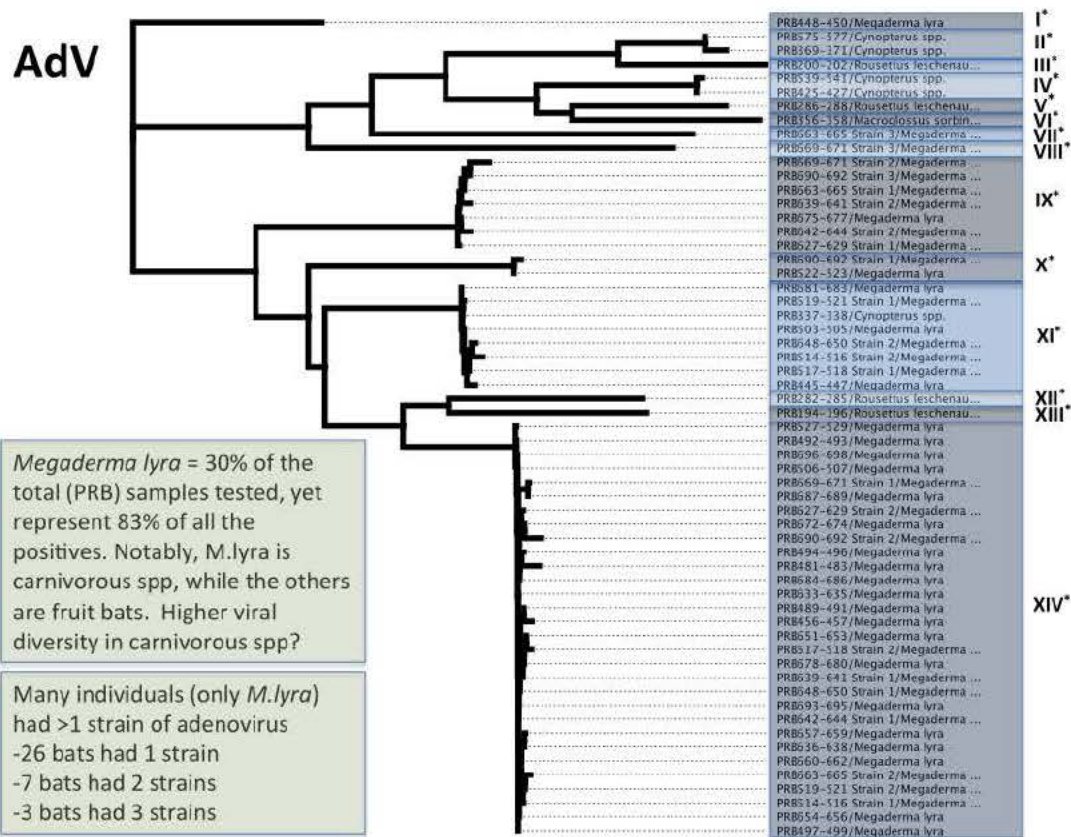 AdV
PRB448-450/Megaderma lyra
I*
PRB575-577/Cynopterus spp.
II*
PRB369-371/Cynopterus spp.
PRB200-202/Rousettus leschenau...
III*
PRB539-541/Cynopterus spp.
IV*
PRB425-427/Cynopterus spp.
PRB286-288/Rousettus leschenau...
V*
PRB356-358/Macroglossus sorbin...
VI*
PRB663-665 Strain 3/Megaderma ...
VII*
PRB669-671 Strain 3/Megaderma ...
VIII*
PRB669-671 Strain 2/Megaderma ...
PRB690-692 Strain 3/Megaderma ...
PRB663-665 Strain 1/Megaderma ...
IX*
PRB639-641 Strain 2/Megaderma ...
PRB675-677/Megaderma lyra
PRB642-644 Strain 2/Megaderma ...
PRB627-629 Strain 1/Megaderma ...
PRB690-692 Strain 1/Megaderma ...
X*
PRB522-523/Megaderma lyra
PRB681-683/Megaderma lyra
PRB519-521 Strain 1/Megaderma ...
PRB337-338/Cynopterus spp.
PRB503-505/Megaderma lyra
XI*
PRB648-650 Strain 2/Megaderma ...
PRB514-516 Strain 2/Megaderma ...
PRB517-518 Strain 1/Megaderma ...
PRB445-447/Megaderma lyra
PRB282-285/Rousettus leschenau...
XII*
PRB194-196/Rousettus leschenau...
XIII*
PRB527-529/Megaderma lyra
PRB492-493/Megaderma lyra
PRB696-698/Megaderma lyra
PRB506-507/Megaderma lyra
PRB669-671 Strain 1/Megaderma ...
PRB687-689/Megaderma lyra
PRB627-629 Strain 2/Megaderma ...
PRB672-674/Megaderma lyra
PRB690-692 Strain 2/Megaderma ...
PRB494-496/Megaderma lyra
PRB481-483/Megaderma lyra
PRB684-686/Megaderma lyra
PRB633-635/Megaderma lyra
XIV*
PRB489-491/Megaderma lyra
PRB456-457/Megaderma lyra
PRB651-653/Megaderma lyra
PRB517-518 Strain 2/Megaderma ...
PRB678-680/Megaderma lyra
PRB639-641 Strain 1/Megaderma ...
PRB648-650 Strain 1/Megaderma ...
PRB693-695/Megaderma lyra
PRB642-644 Strain 1/Megaderma ...
PRB657-659/Megaderma lyra
PRB636-638/Megaderma lyra
PRB660-662/Megaderma lyra
PRB663-665 Strain 2/Megaderma ...
PRB519-521 Strain 2/Megaderma ...
PRB514-516 Strain 1/Megaderma ...
PRB654-656/Megaderma lyra
PRB497-499/Megaderma lyra
Megaderma lyra = 30% of the
total (PRB) samples tested, yet
represent 83% of all the
positives. Notably, M.lyra is
carnivorous spp, while the others
are fruit bats. Higher viral
diversity in carnivorous spp?
Many individuals (only M.lyra)
had >1 strain of adenovirus
-26 bats had 1 strain
-7 bats had 2 strains
-3 bats had 3 strains